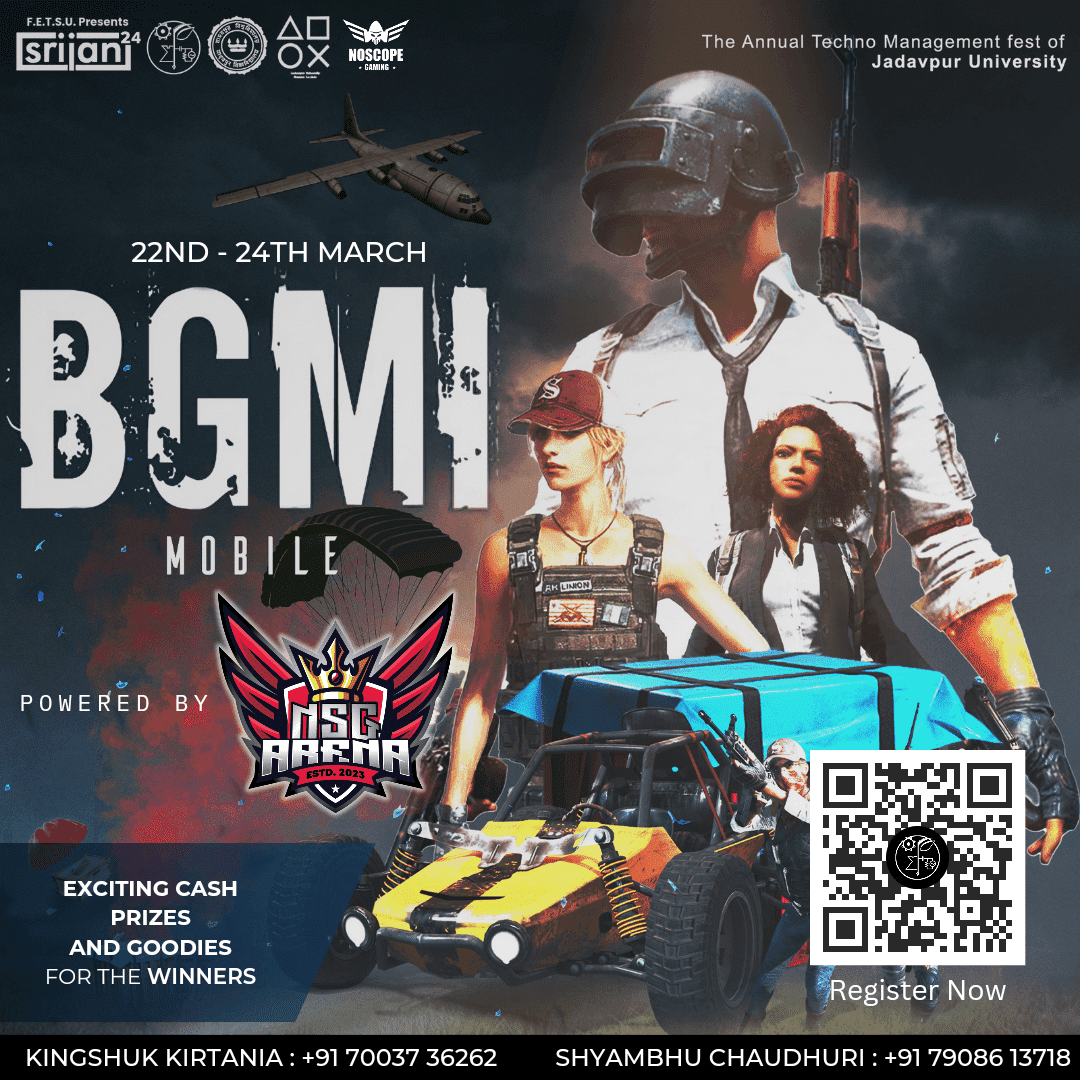 F.E.T.S.U. Presents
srijan 24
NOSCOPE
- GAMING -
The Annual Techno Management fest of
Jadavpur University
22ND - 24TH MARCH
BGMI
MOBILE
POWERED BY
NSG
ARENA
ESTD. 2023
S
EXCITING CASH
PRIZES
AND GOODIES
FOR THE WINNERS
Register Now
KINGSHUK KIRTANIA : +91 70037 36262
SHYAMBHU CHAUDHURI : +91 79086 13718